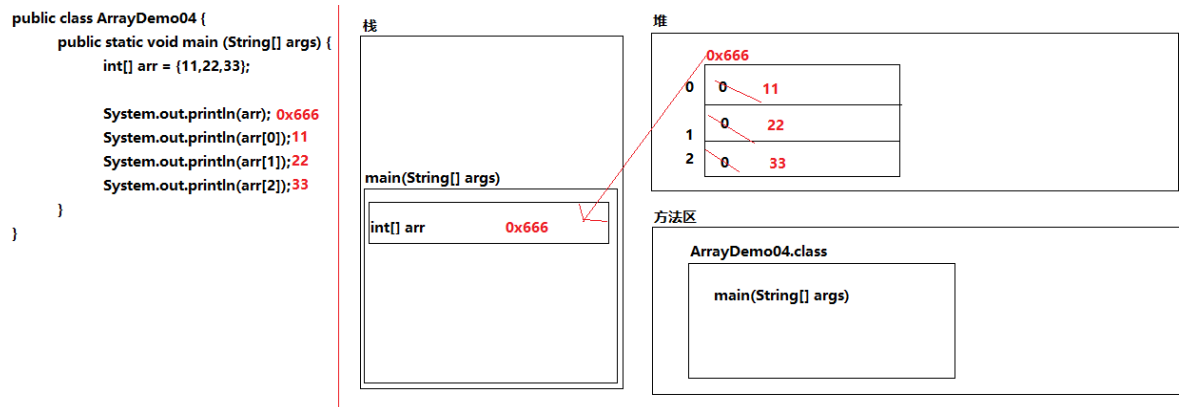 public class ArrayDemo04 {
public static void main (String[] args) {
int[] arr = {11,22,33};
System.out.println(arr); 0x666
System.out.println(arr[0]);11
System.out.println(arr[1]);22
System.out.println(arr[2]);33
}
}
栈
main(String[] args)
int[] arr 0x666
堆
0x666
0 0 11
1 0 22
2 0 33
方法区
ArrayDemo04.class
main(String[] args)